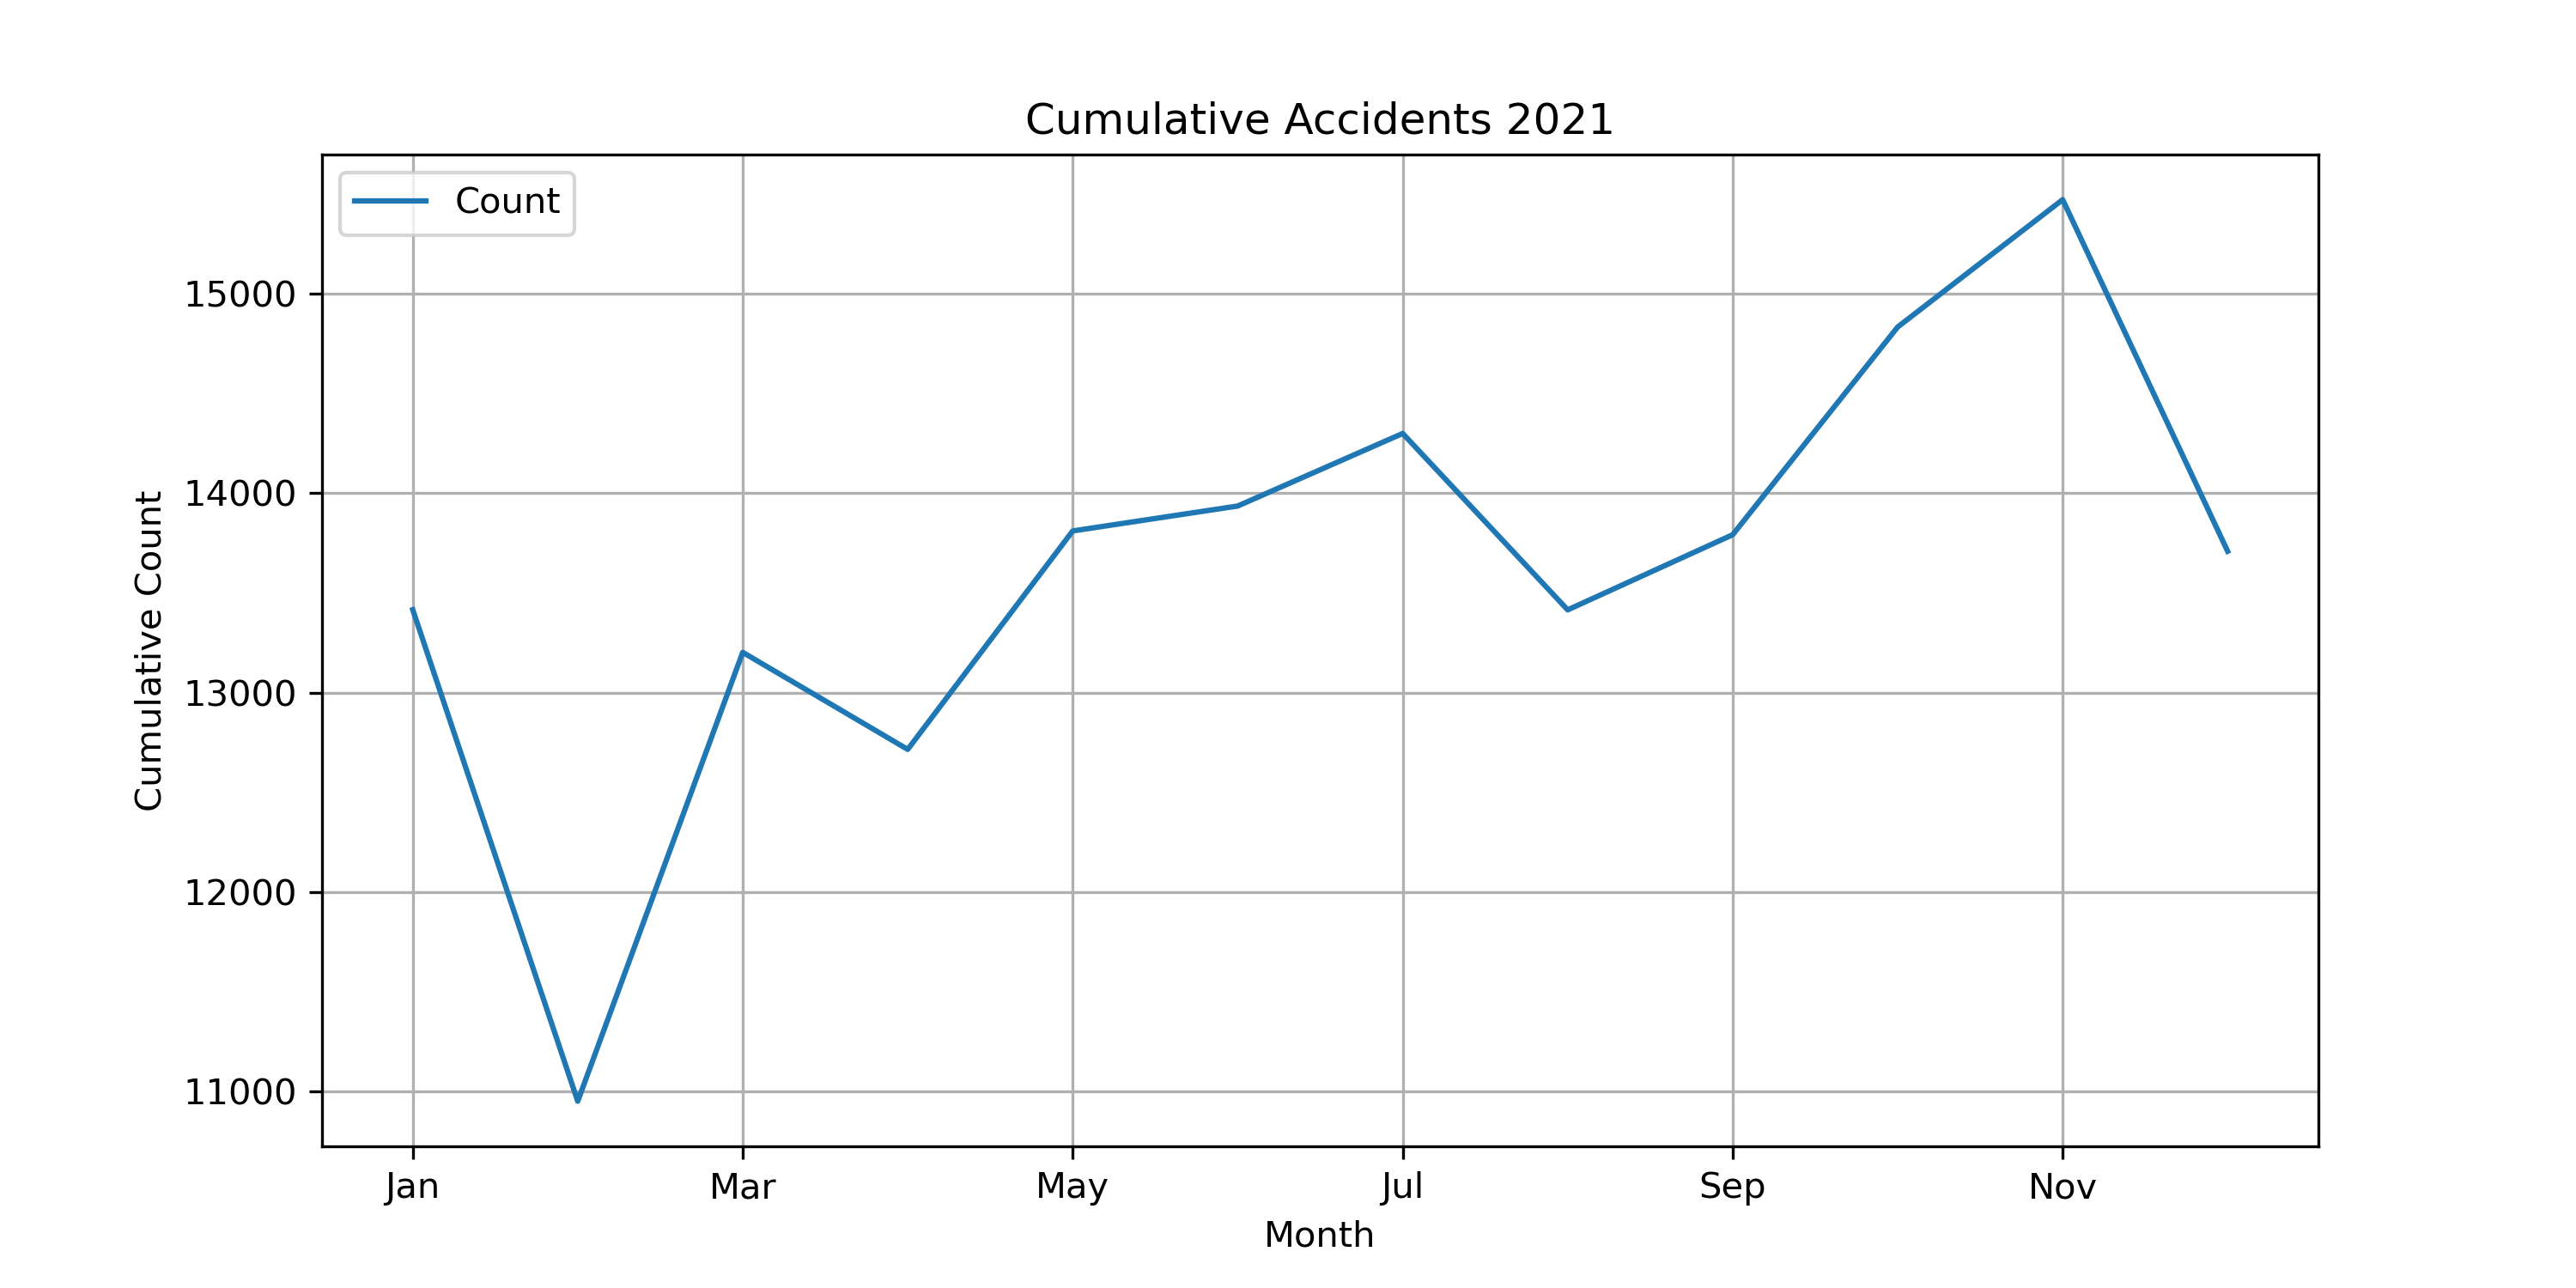 Cumulative Accidents 2021
Count
Cumulative Count
15000
14000
13000
12000
11000
Jan Mar May Jul Sep Nov
Month